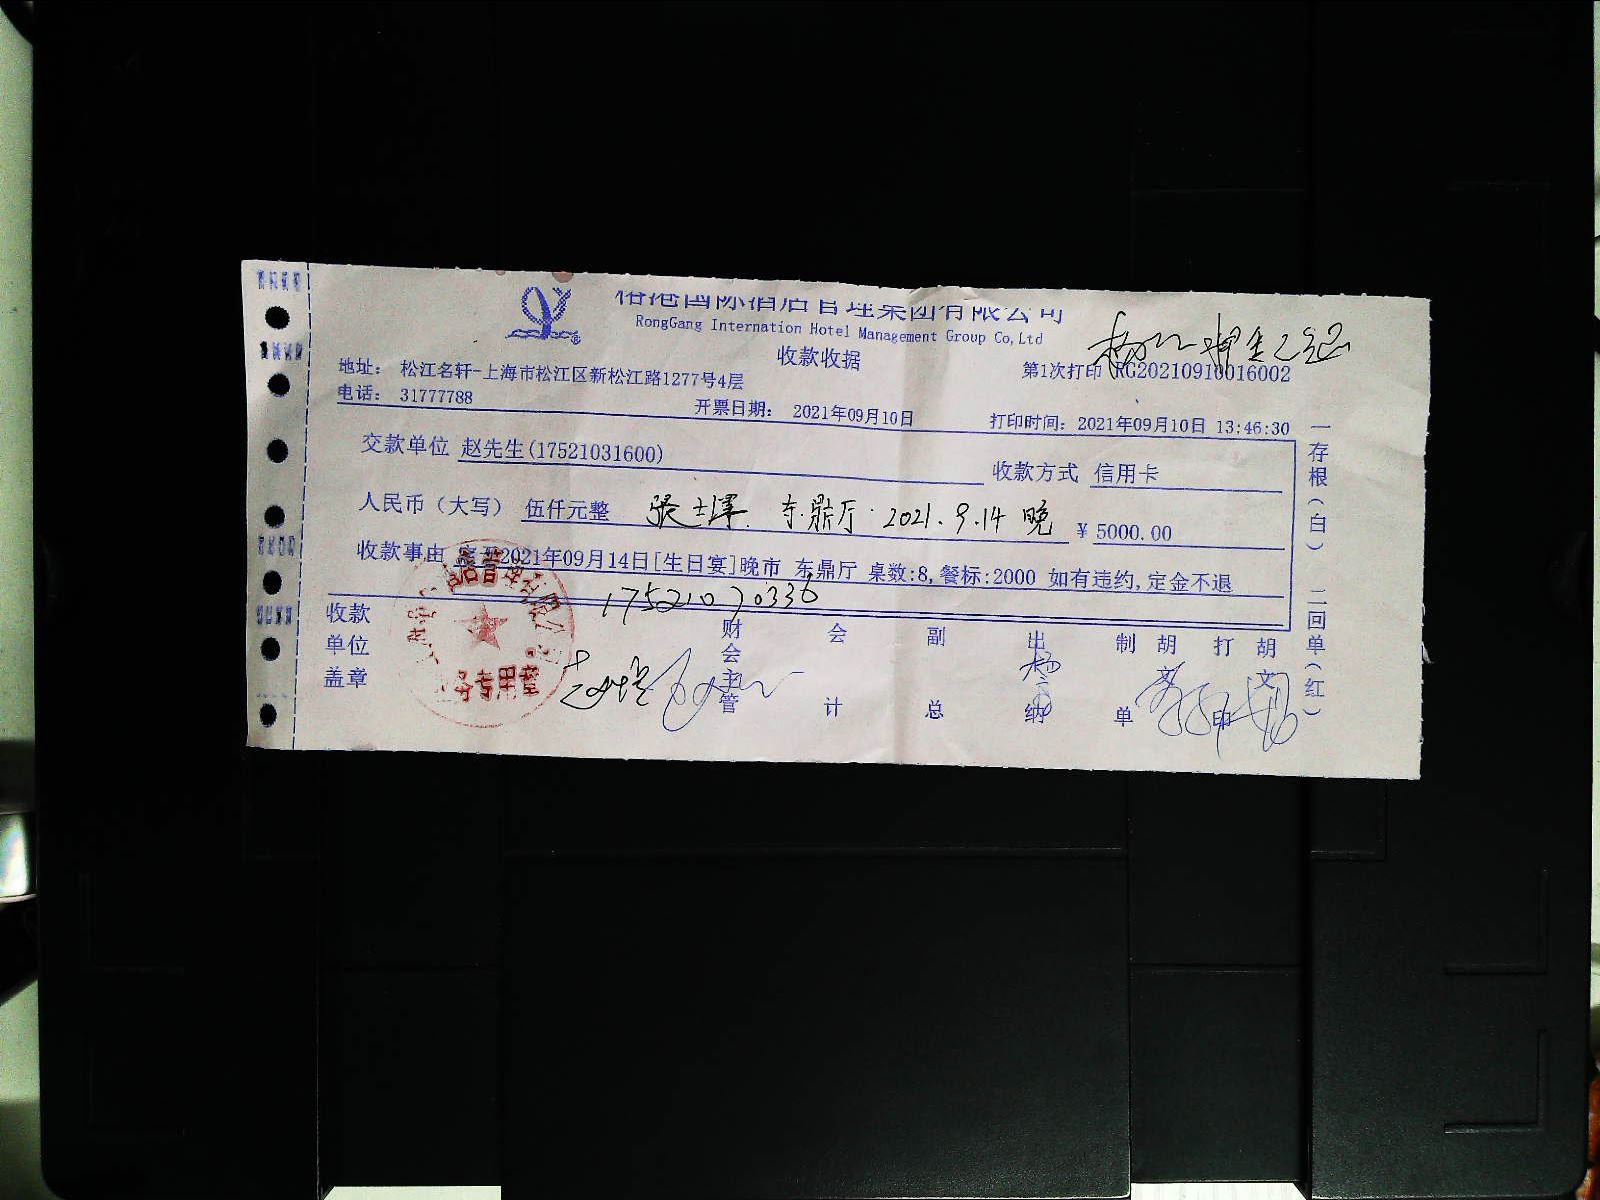 榕港国际酒店管理集团有限公司
RongGang Internation Hotel Management Group Co,Ltd
收款收据
地址: 松江名轩-上海市松江区新松江路1277号4层
第1次打印 RG20210910016002
电话: 31777788
开票日期: 2021年09月10日
打印时间: 2021年09月10日 13:46:30
交款单位 赵先生(17521031600)
收款方式 信用卡
人民币(大写) 伍仟元整
东鼎厅 2021.9.14 晚
¥ 5000.00
收款事由 2021年09月14日[生日宴]晚市 东鼎厅 桌数:8,餐标:2000 如有违约,定金不退
收款单位盖章
专用章
财会主管
会计
副总
出纳
制单 胡文
打印 胡文
一存根(白) 二回单(红)